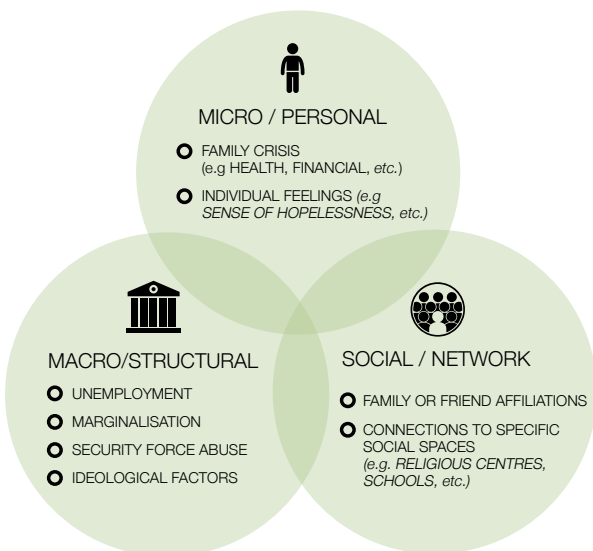 MICRO / PERSONAL
FAMILY CRISIS
(e.g HEALTH, FINANCIAL, etc.)
INDIVIDUAL FEELINGS (e.g
SENSE OF HOPELESSNESS, etc.)
MACRO/STRUCTURAL
UNEMPLOYMENT
MARGINALISATION
SECURITY FORCE ABUSE
IDEOLOGICAL FACTORS
SOCIAL / NETWORK
FAMILY OR FRIEND AFFILIATIONS
CONNECTIONS TO SPECIFIC
SOCIAL SPACES
(e.g. RELIGIOUS CENTRES,
SCHOOLS, etc.)